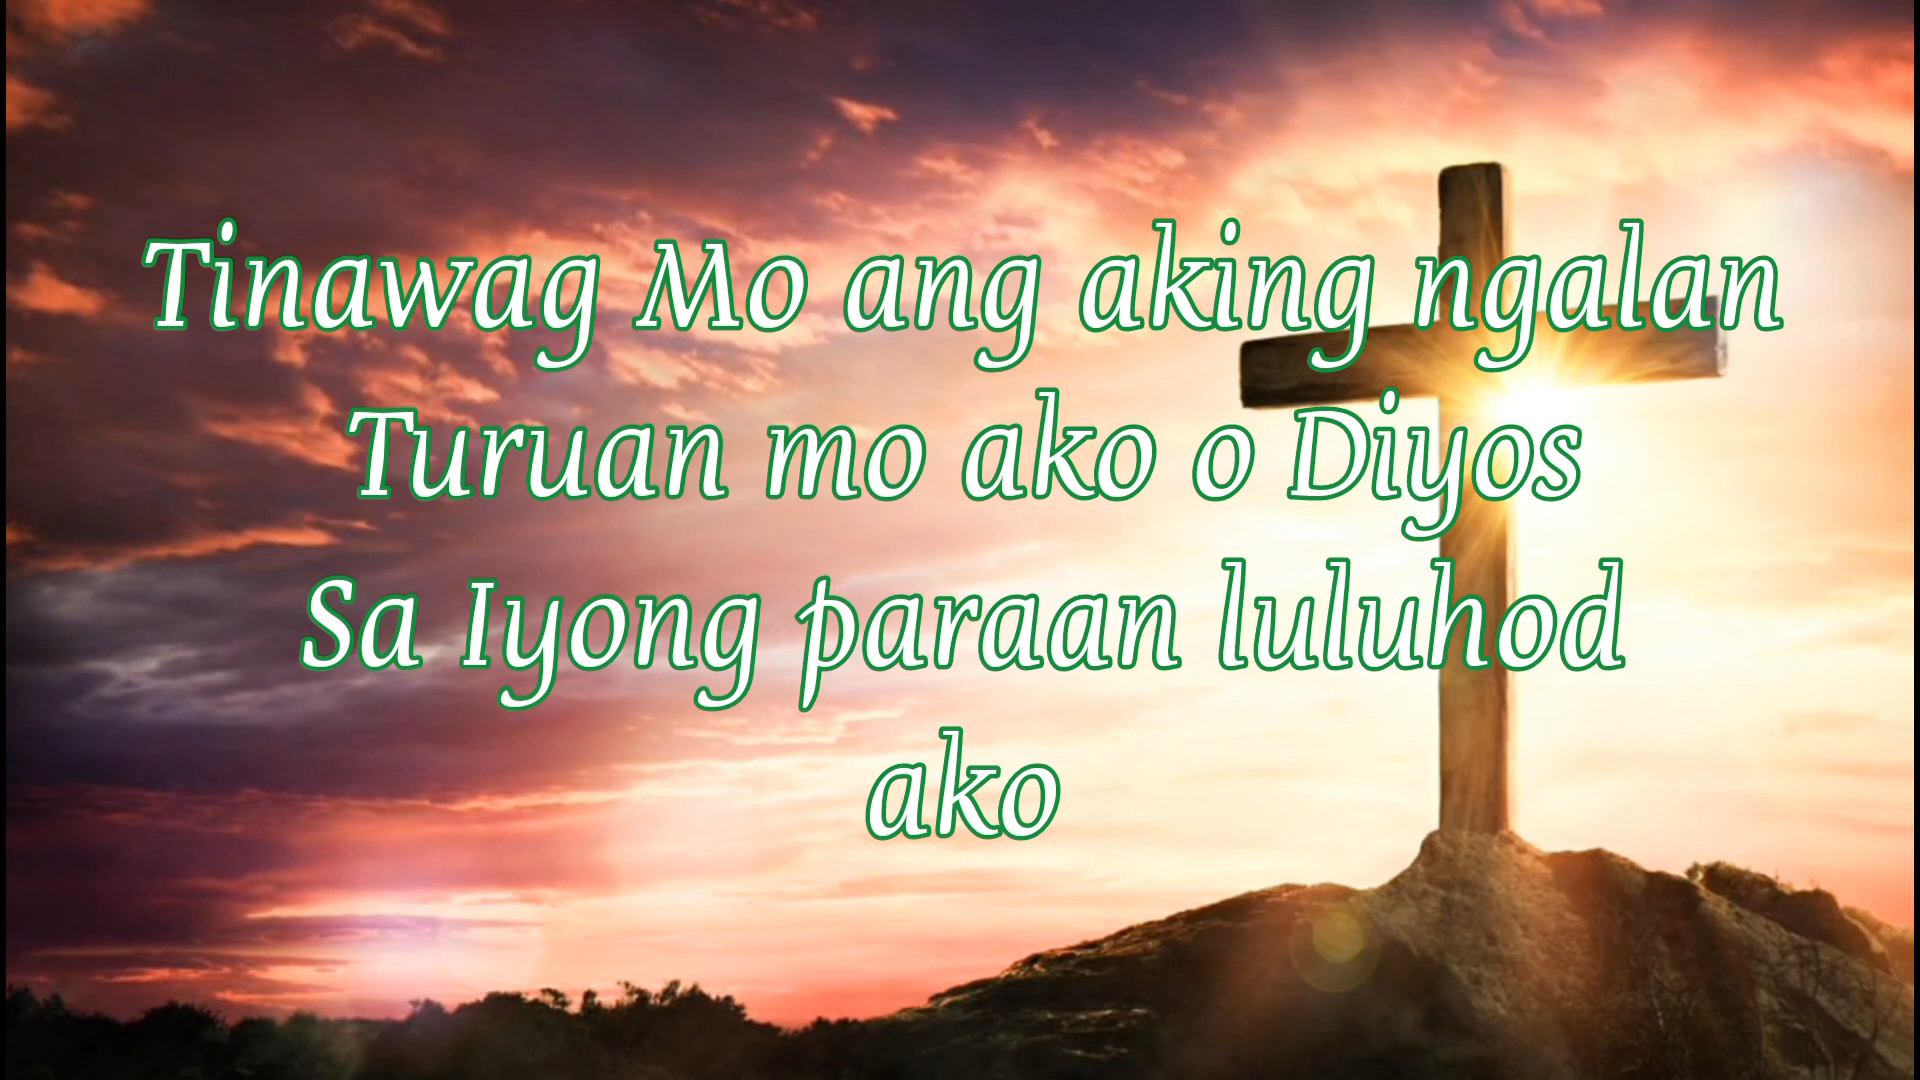 Tinawag Mo ang aking ngalan
Turuan mo ako o Diyos
Sa Iyong paraan luluhod
ako